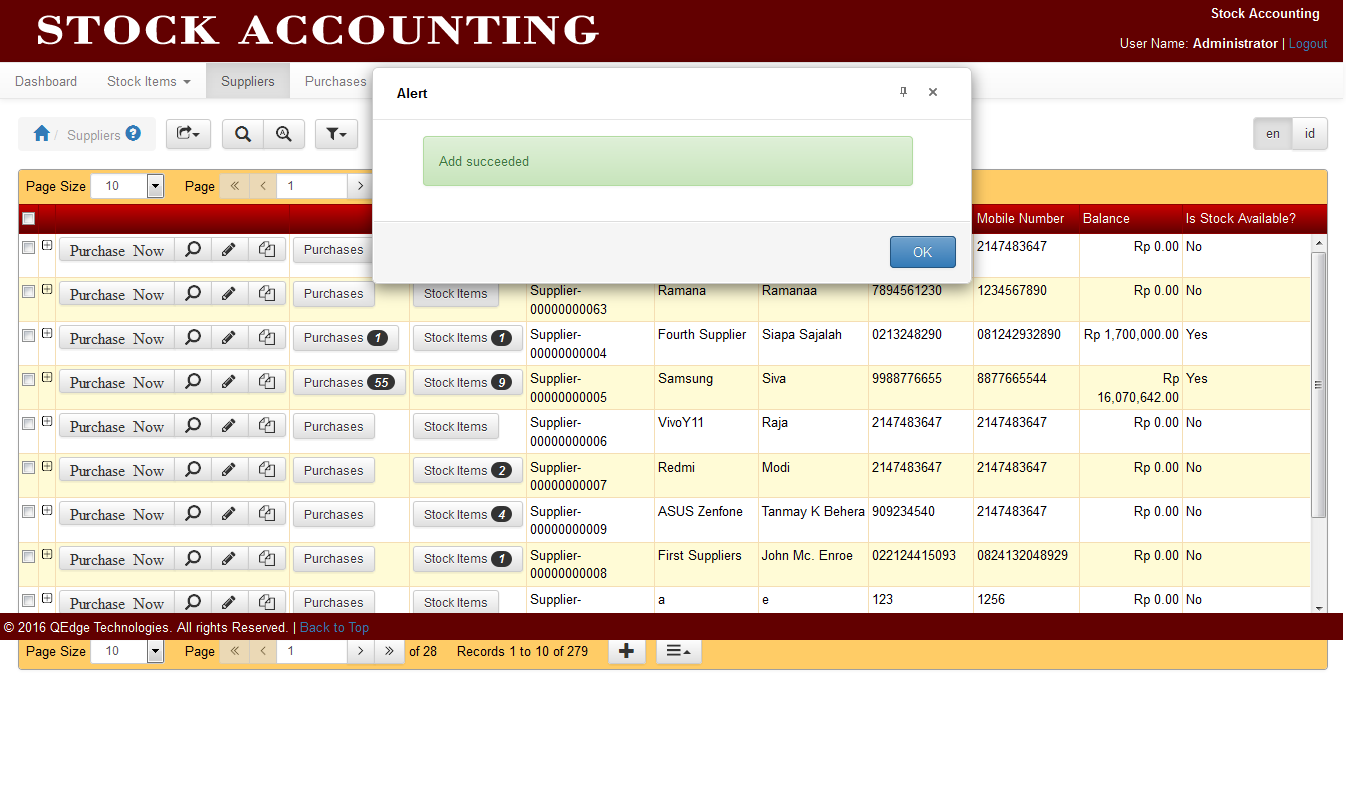 STOCK ACCOUNTING
Stock Accounting
User Name: Administrator | Logout
Dashboard Stock Items Suppliers Purchases
Alert
Add succeeded
OK
/ Suppliers
en id
Page Size 10 Page 1
Mobile Number Balance Is Stock Available?
Purchase Now Purchases 2147483647 Rp 0.00 No
Purchase Now Purchases Stock Items Supplier- Ramana Ramanaa 7894561230 1234567890 Rp 0.00 No
00000000063
Purchase Now Purchases 1 Stock Items 1 Supplier- Fourth Supplier Siapa Sajalah 0213248290 081242932890 Rp 1,700,000.00 Yes
00000000004
Purchase Now Purchases 55 Stock Items 9 Supplier- Samsung Siva 9988776655 8877665544 Rp Yes
00000000005 16,070,642.00
Purchase Now Purchases Stock Items Supplier- VivoY11 Raja 2147483647 2147483647 Rp 0.00 No
00000000006
Purchase Now Purchases Stock Items 2 Supplier- Redmi Modi 2147483647 2147483647 Rp 0.00 No
00000000007
Purchase Now Purchases Stock Items 4 Supplier- ASUS Zenfone Tanmay K Behera 909234540 2147483647 Rp 0.00 No
00000000009
Purchase Now Purchases Stock Items 1 Supplier- First Suppliers John Mc. Enroe 022124415093 0824132048929 Rp 0.00 No
00000000008
Purchase Now Purchases Stock Items Supplier- a e 123 1256 Rp 0.00 No
© 2016 QEdge Technologies. All rights Reserved. | Back to Top
Page Size 10 Page 1 of 28 Records 1 to 10 of 279